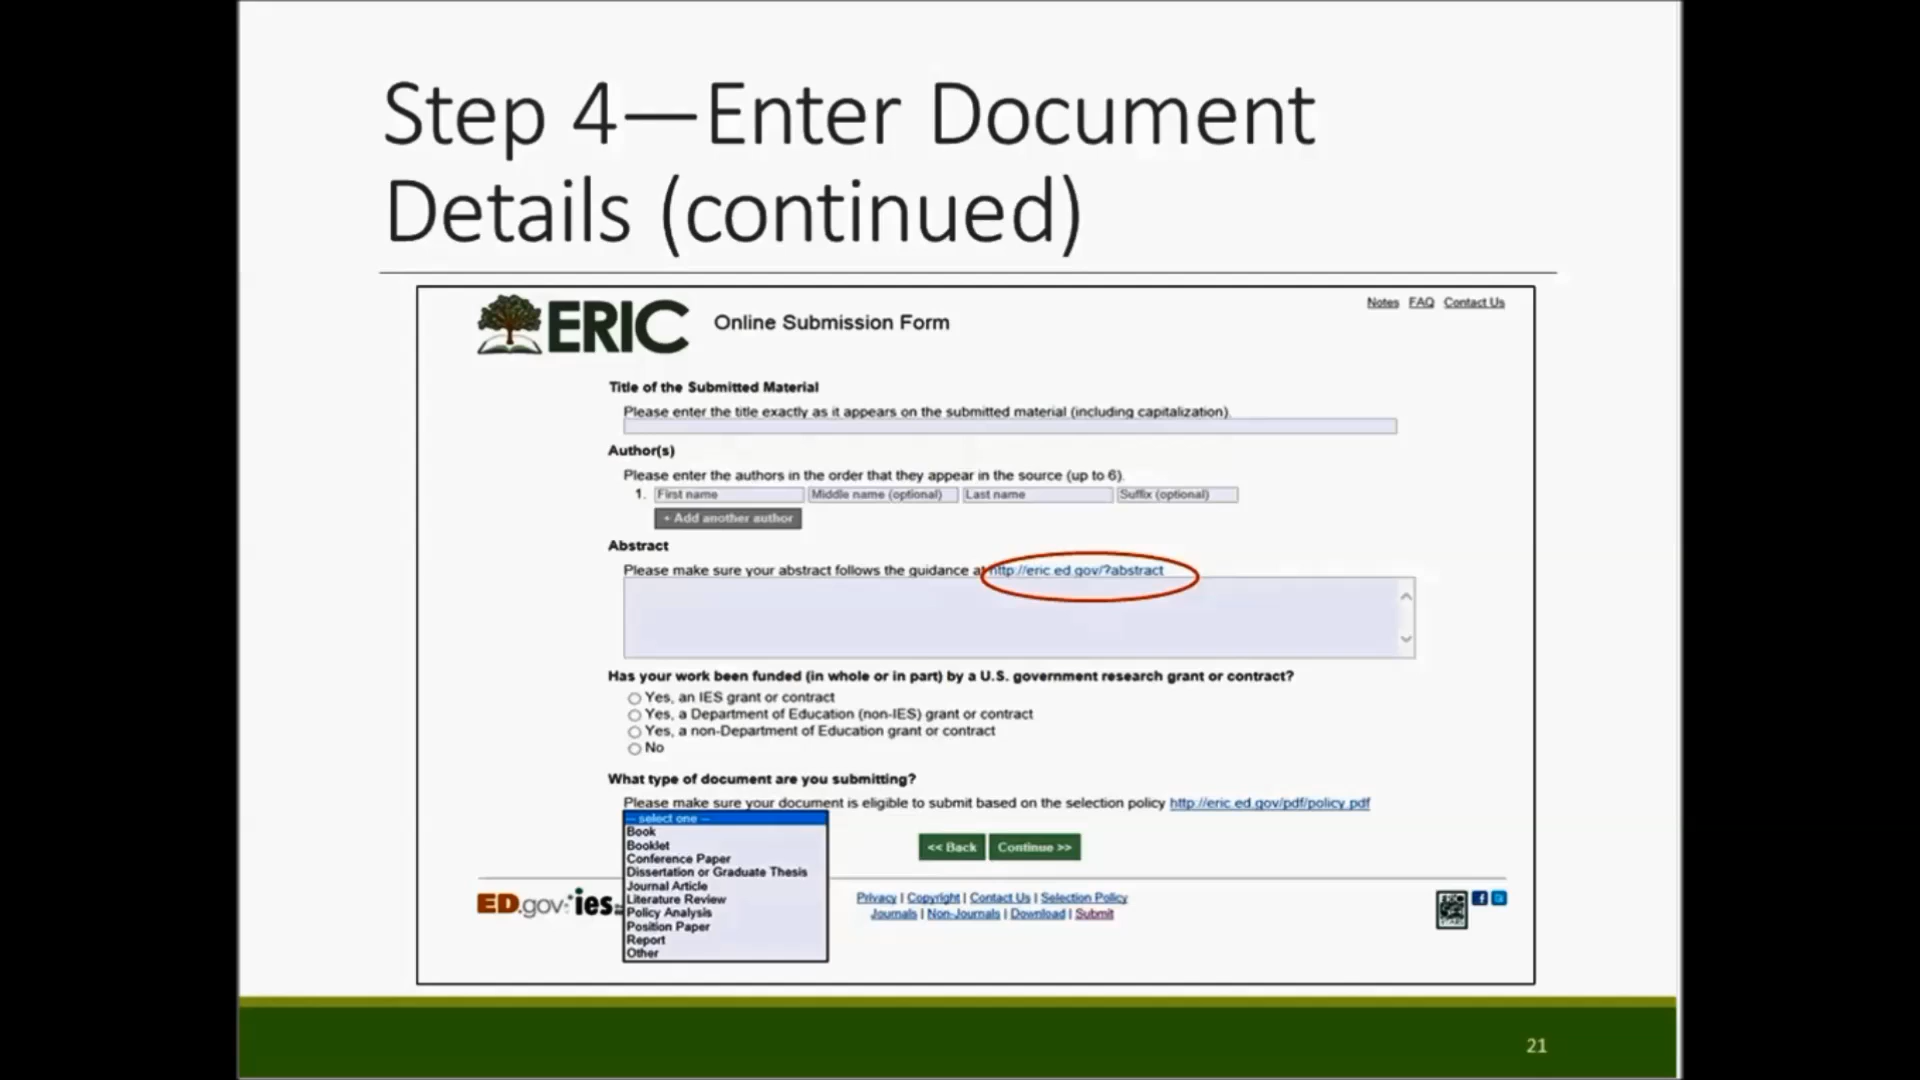 Step 4—Enter Document
Details (continued)
ERIC
Online Submission Form
Notes FAQ Contact Us
Title of the Submitted Material
Please enter the title exactly as it appears on the submitted material (including capitalization).
Author(s)
Please enter the authors in the order that they appear in the source (up to 6).
1. First name Middle name (optional) Last name Suffix (optional)
+ Add another author
Abstract
Please make sure your abstract follows the guidance at http://eric.ed.gov/?abstract
Has your work been funded (in whole or in part) by a U.S. government research grant or contract?
Yes, an IES grant or contract
Yes, a Department of Education (non-IES) grant or contract
Yes, a non-Department of Education grant or contract
No
What type of document are you submitting?
Please make sure your document is eligible to submit based on the selection policy http://eric.ed.gov/pdf/policy.pdf
-- select one --
Book
Booklet
Conference Paper
Dissertation or Graduate Thesis
Journal Article
Literature Review
Policy Analysis
Position Paper
Report
Other
<< Back Continue >>
ED.gov ies
Privacy | Copyright | Contact Us | Selection Policy
Journals | Non-Journals | Download | Submit
21